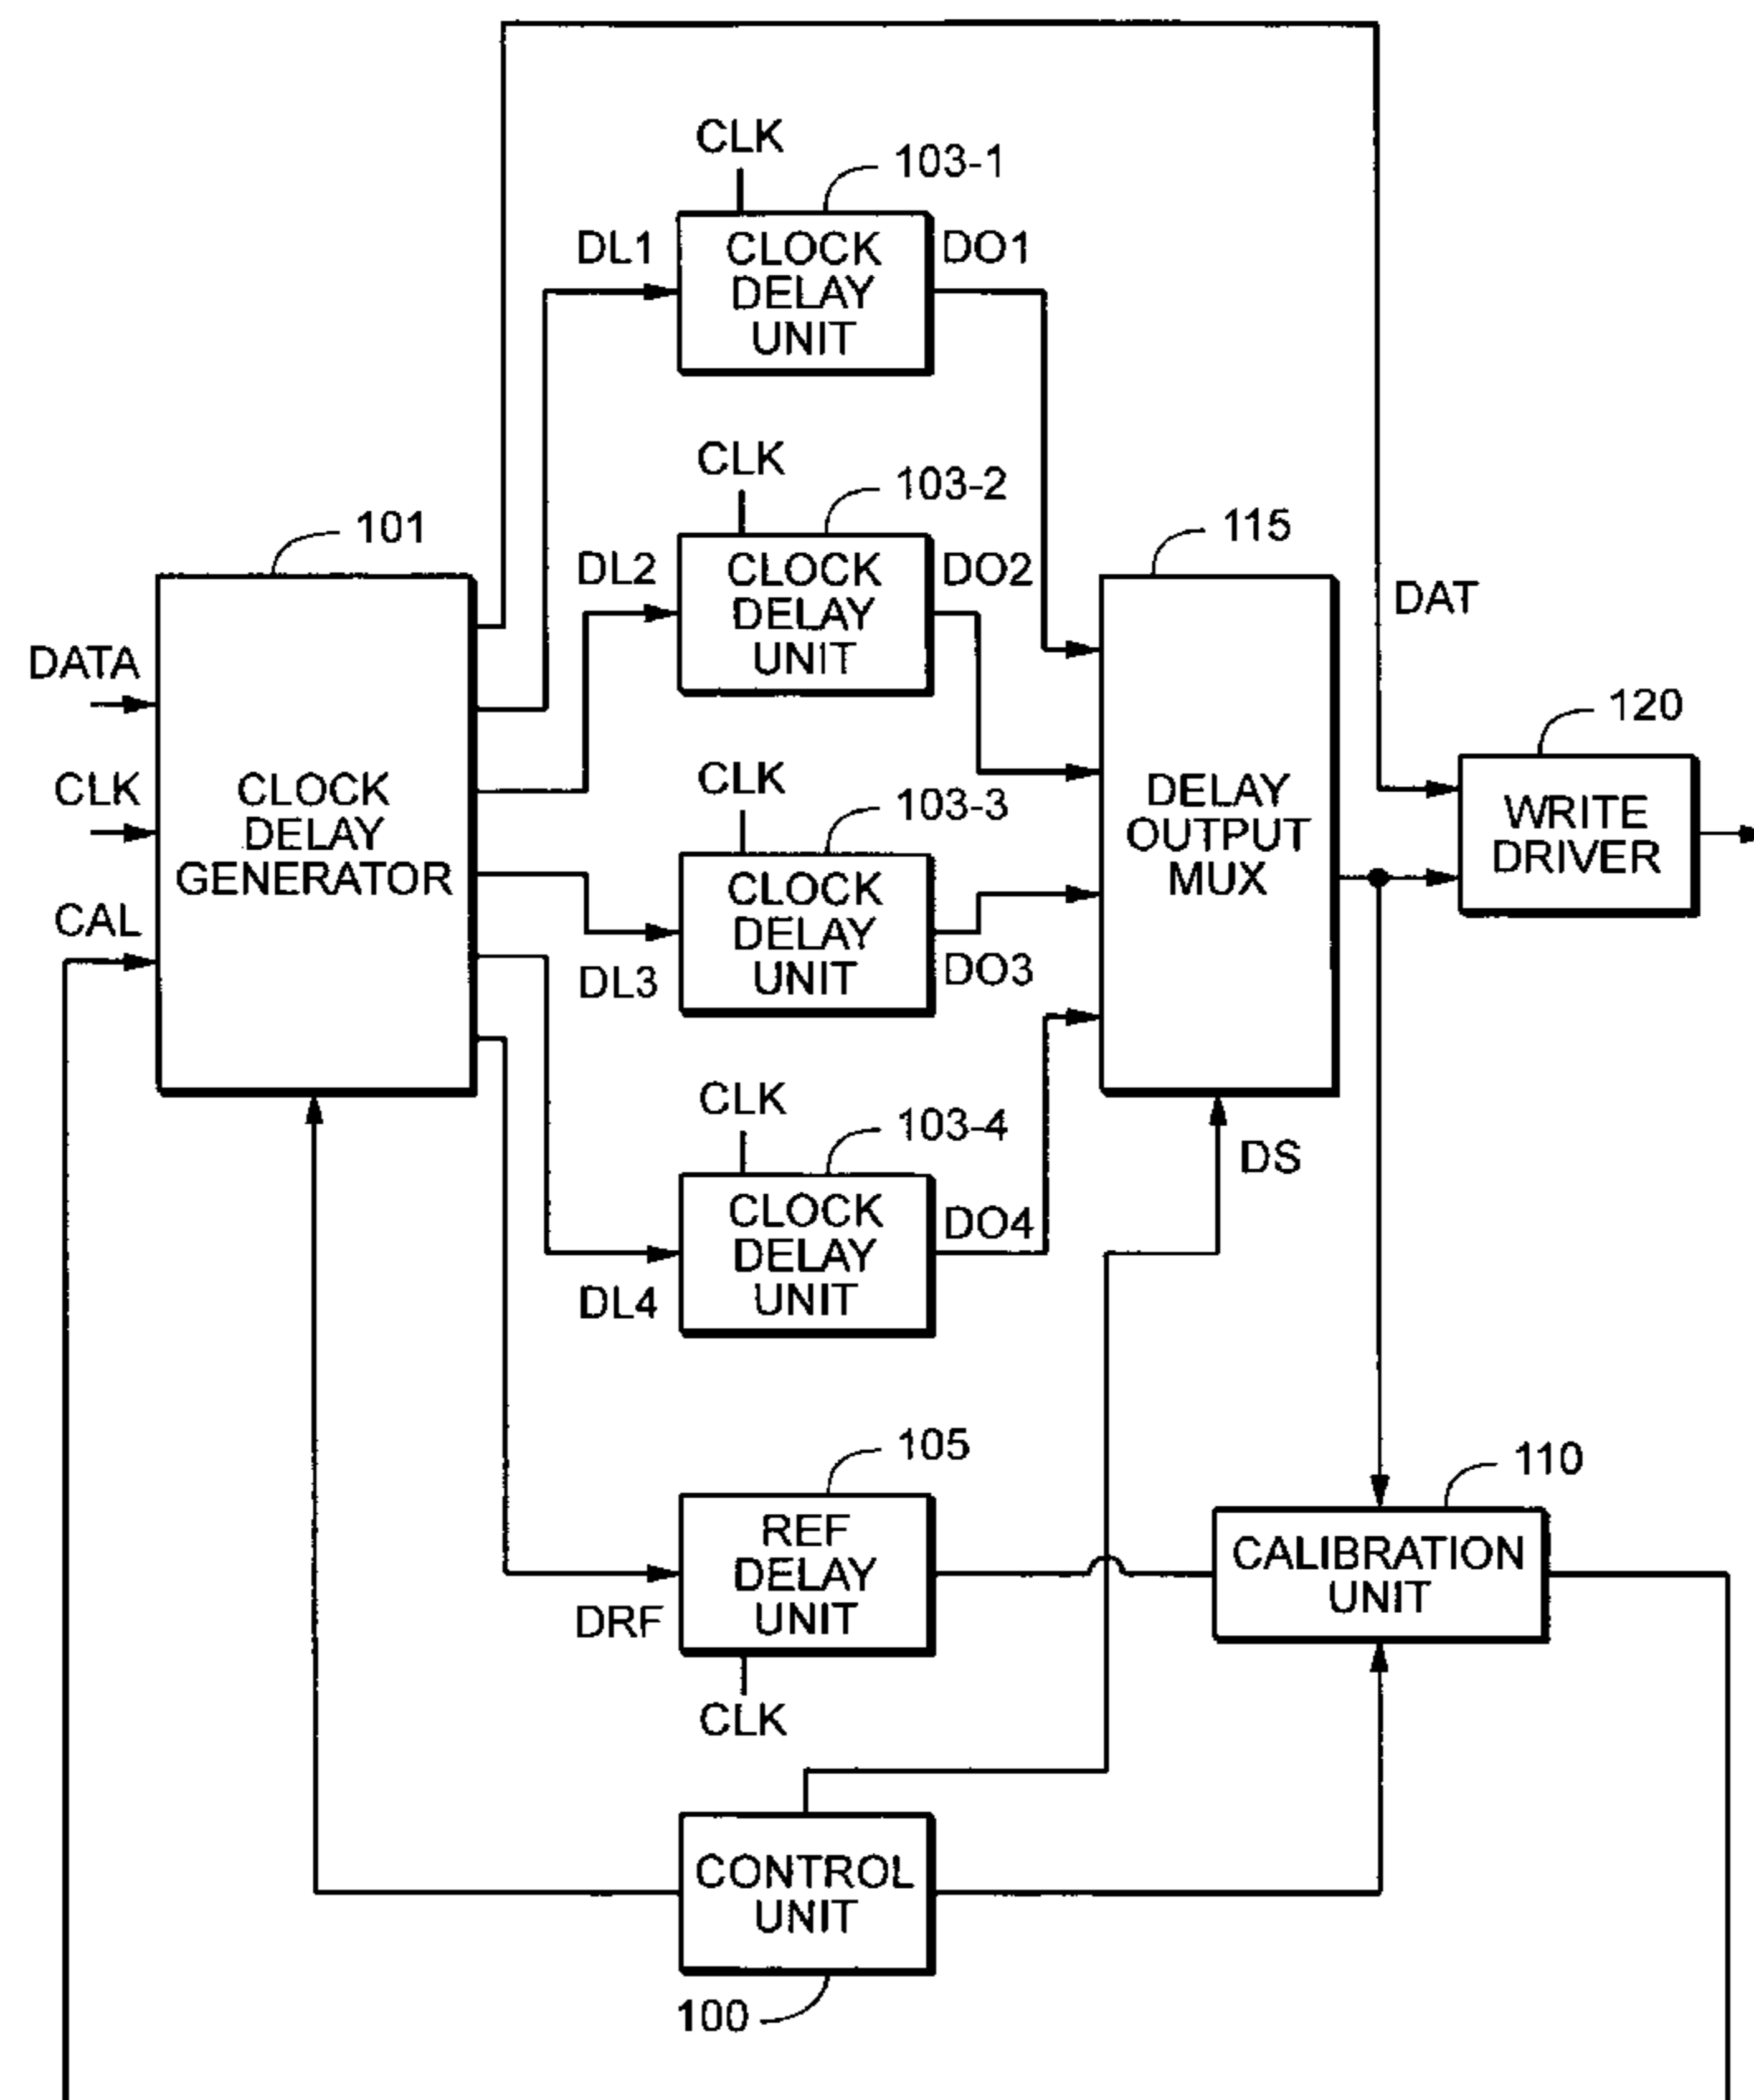 CLK
103-1
DL1
CLOCK
DELAY
UNIT
DO1
CLK
103-2
DL2
CLOCK
DELAY
UNIT
DO2
101
115
DAT
DATA
CLK
CAL
CLOCK
DELAY
GENERATOR
CLK
103-3
CLOCK
DELAY
UNIT
DL3
DO3
DELAY
OUTPUT
MUX
120
WRITE
DRIVER
CLK
103-4
CLOCK
DELAY
UNIT
DL4
DO4
DS
105
REF
DELAY
UNIT
DRF
CLK
110
CALIBRATION
UNIT
CONTROL
UNIT
100